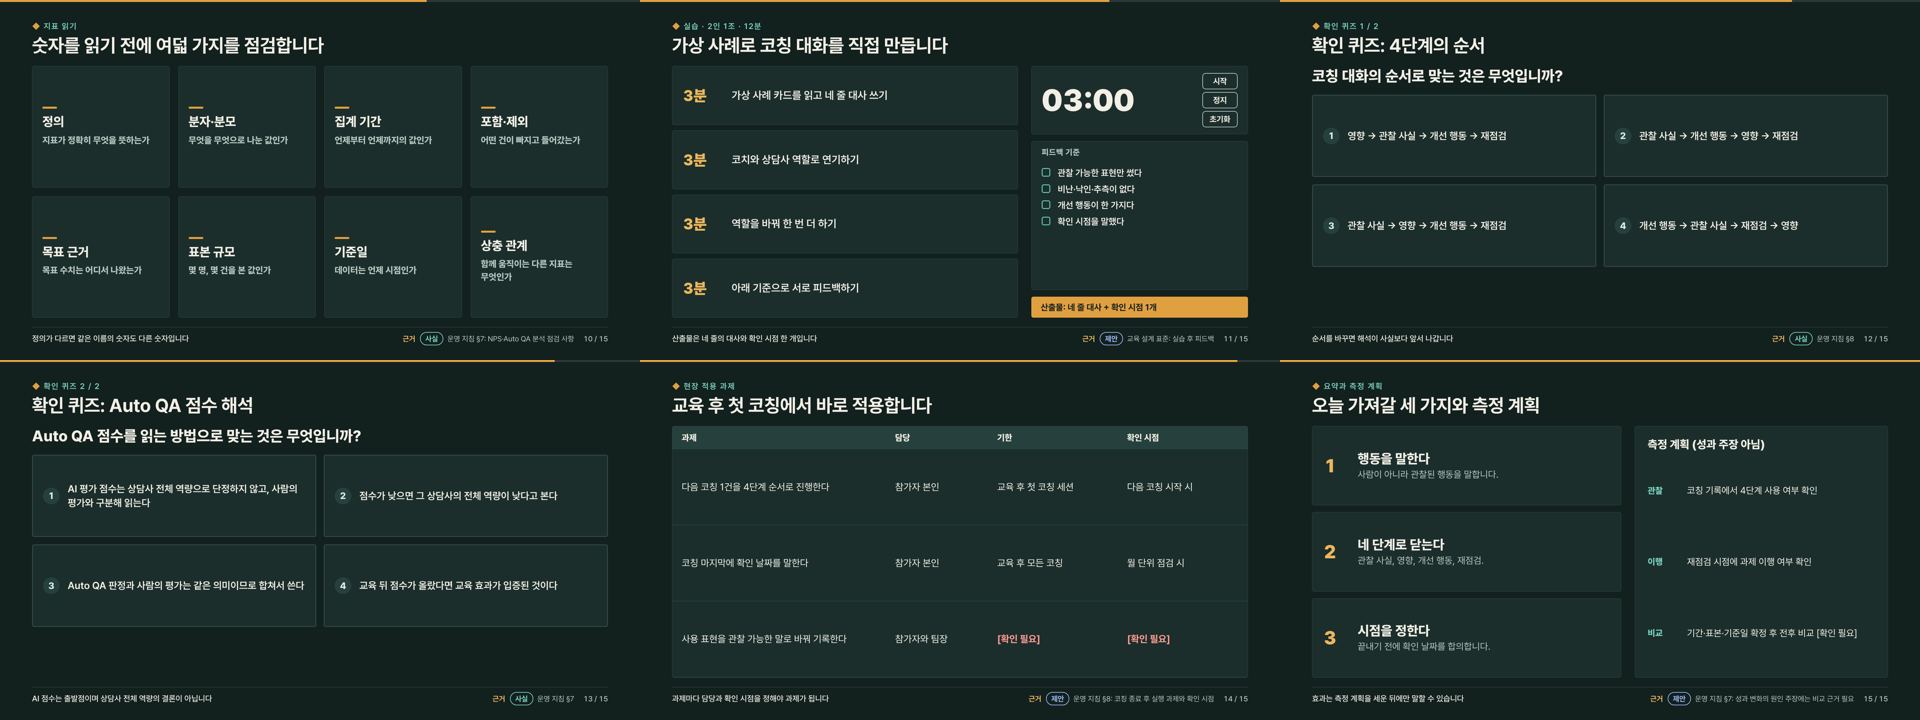 ◆ 지표 읽기
숫자를 읽기 전에 여덟 가지를 점검합니다
정의
지표가 정확히 무엇을 뜻하는가
분자·분모
무엇을 무엇으로 나눈 값인가
집계 기간
언제부터 언제까지의 값인가
포함·제외
어떤 건이 빠지고 들어갔는가
목표 근거
목표 수치는 어디서 나왔는가
표본 규모
몇 명, 몇 건을 본 값인가
기준일
데이터는 언제 시점인가
상충 관계
함께 움직이는 다른 지표는
무엇인가
정의가 다르면 같은 이름의 숫자도 다른 숫자입니다
근거 사실 운영 지침 §7: NPS·Auto QA 분석 점검 사항 10 / 15
◆ 실습 · 2인 1조 · 12분
가상 사례로 코칭 대화를 직접 만듭니다
3분 가상 사례 카드를 읽고 네 줄 대사 쓰기
3분 코치와 상담사 역할로 연기하기
3분 역할을 바꿔 한 번 더 하기
3분 아래 기준으로 서로 피드백하기
03:00
시작
정지
초기화
피드백 기준
관찰 가능한 표현만 썼다
비난·낙인·추측이 없다
개선 행동이 한 가지다
확인 시점을 말했다
산출물: 네 줄 대사 + 확인 시점 1개
산출물은 네 줄의 대사와 확인 시점 한 개입니다
근거 제안 교육 설계 표준: 실습 후 피드백 11 / 15
◆ 확인 퀴즈 1 / 2
확인 퀴즈: 4단계의 순서
코칭 대화의 순서로 맞는 것은 무엇입니까?
1 영향 → 관찰 사실 → 개선 행동 → 재점검
2 관찰 사실 → 개선 행동 → 영향 → 재점검
3 관찰 사실 → 영향 → 개선 행동 → 재점검
4 개선 행동 → 관찰 사실 → 재점검 → 영향
순서를 바꾸면 해석이 사실보다 앞서 나갑니다
근거 사실 운영 지침 §8 12 / 15
◆ 확인 퀴즈 2 / 2
확인 퀴즈: Auto QA 점수 해석
Auto QA 점수를 읽는 방법으로 맞는 것은 무엇입니까?
1 AI 평가 점수는 상담사 전체 역량으로 단정하지 않고, 사람의
평가와 구분해 읽는다
2 점수가 낮으면 그 상담사의 전체 역량이 낮다고 본다
3 Auto QA 판정과 사람의 평가는 같은 의미이므로 합쳐서 쓴다
4 교육 뒤 점수가 올랐다면 교육 효과가 입증된 것이다
AI 점수는 출발점이며 상담사 전체 역량의 결론이 아닙니다
근거 사실 운영 지침 §7 13 / 15
◆ 현장 적용 과제
교육 후 첫 코칭에서 바로 적용합니다
과제 담당 기한 확인 시점
다음 코칭 1건을 4단계 순서로 진행한다 참가자 본인 교육 후 첫 코칭 세션 다음 코칭 시작 시
코칭 마지막에 확인 날짜를 말한다 참가자 본인 교육 후 모든 코칭 월 단위 점검 시
사용 표현을 관찰 가능한 말로 바꿔 기록한다 참가자와 팀장 [확인 필요] [확인 필요]
과제마다 담당과 확인 시점을 정해야 과제가 됩니다
근거 제안 운영 지침 §8: 코칭 종료 후 실행 과제와 확인 시점 14 / 15
◆ 요약과 측정 계획
오늘 가져갈 세 가지와 측정 계획
1 행동을 말한다
사람이 아니라 관찰된 행동을 말합니다.
2 네 단계로 닫는다
관찰 사실, 영향, 개선 행동, 재점검.
3 시점을 정한다
끝내기 전에 확인 날짜를 합의합니다.
측정 계획 (성과 주장 아님)
관찰 코칭 기록에서 4단계 사용 여부 확인
이행 재점검 시점에 과제 이행 여부 확인
비교 기간·표본·기준일 확정 후 전후 비교 [확인 필요]
효과는 측정 계획을 세운 뒤에만 말할 수 있습니다
근거 제안 운영 지침 §7: 성과 변화의 원인 주장에는 비교 근거 필요 15 / 15